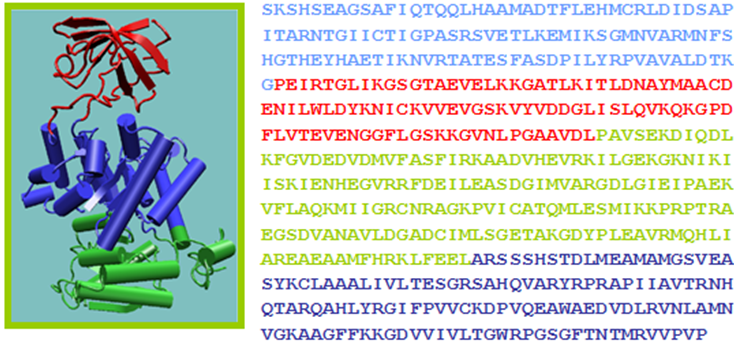 SKSHSEAGSAFIQTQQLHAAMADTFLEHMCRLDIDSAP
ITARNTGIICTIGPASRSVETLKEMIKSGMNVARMNFS
HGTHEYHAETIKNVRTATESFASDPILYRPVAVALDTK
GPEIRTGLIKGSGTAEVELKKGATLKITLDNAYMAACD
ENILWLDYKNICKVVEVGSKVYVDDGLISLQVKQKGPD
FLVTEVENGGFLGSKKGVNLPGAAVDLPAVSEKDIQDL
KFGVDEDVDMVFASFIRKAADVHEVRKILGEKGKNIKI
ISKIENHEGVRRFDEILEASDGIMVARGDLGIEIPAEK
VFLAQKMIIGRCNRAGKPVICATQMLESMIKKPRPTRA
EGSDVANAVLDGADCIMLSGETAKGDYPLEAVRMQHLI
AREAEAAMFHRKLFEELARSSSHSTDLMEAMAMGSVEA
SYKCLAAALIVLTESGRSAHQVARYRPRAPIIAVTRNH
QTARQAHLYRGIFPVVCKDPVQEAWAEDVDLRVNLAMN
VGKAAGFFKKGDVVIVLTGWRPGSGFTNTMRVVPVP